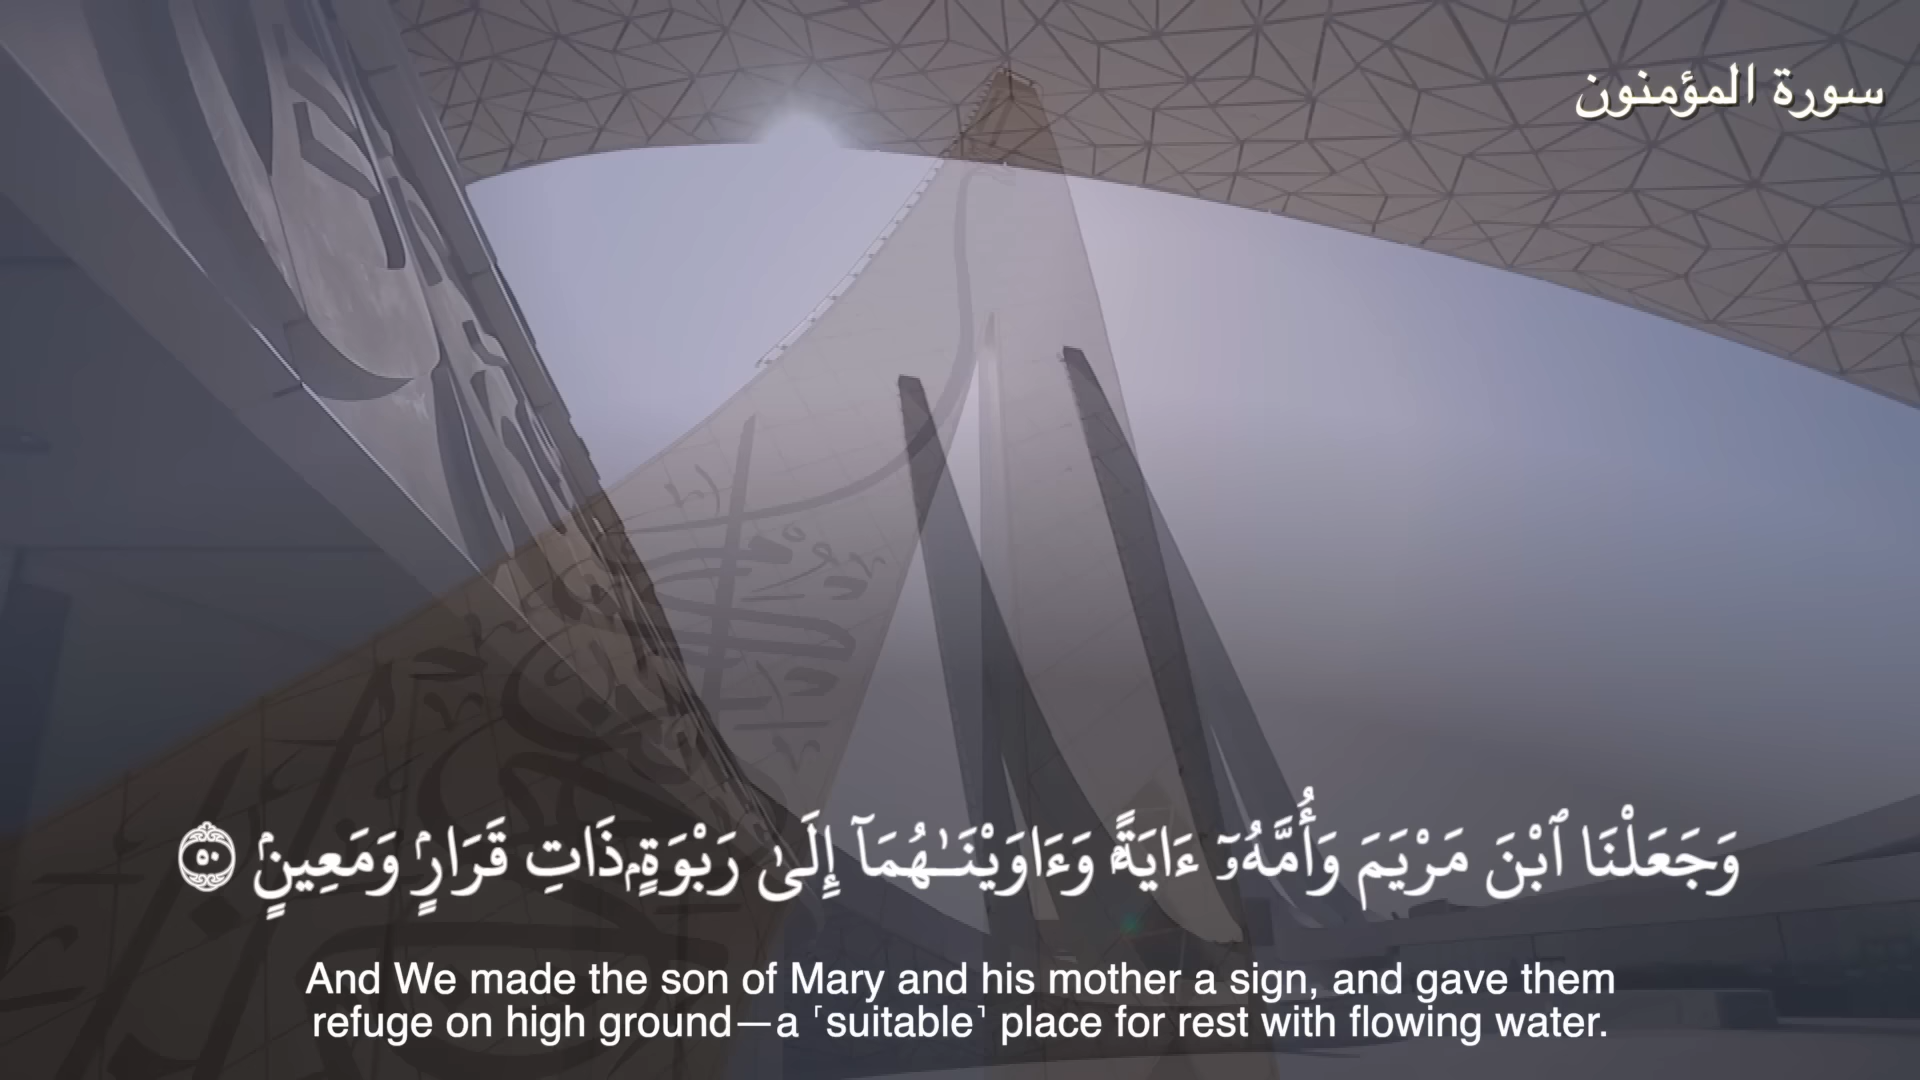 سورة المؤمنون
وَجَعَلْنَا ٱبْنَ مَرْيَمَ وَأُمَّهُۥٓ ءَايَةًۭ وَءَاوَيْنَـٰهُمَآ إِلَىٰ رَبْوَةٍۢ ذَاتِ قَرَارٍۢ وَمَعِينٍۢ ٥٠
And We made the son of Mary and his mother a sign, and gave them
refuge on high ground—a ˹suitable˺ place for rest with flowing water.